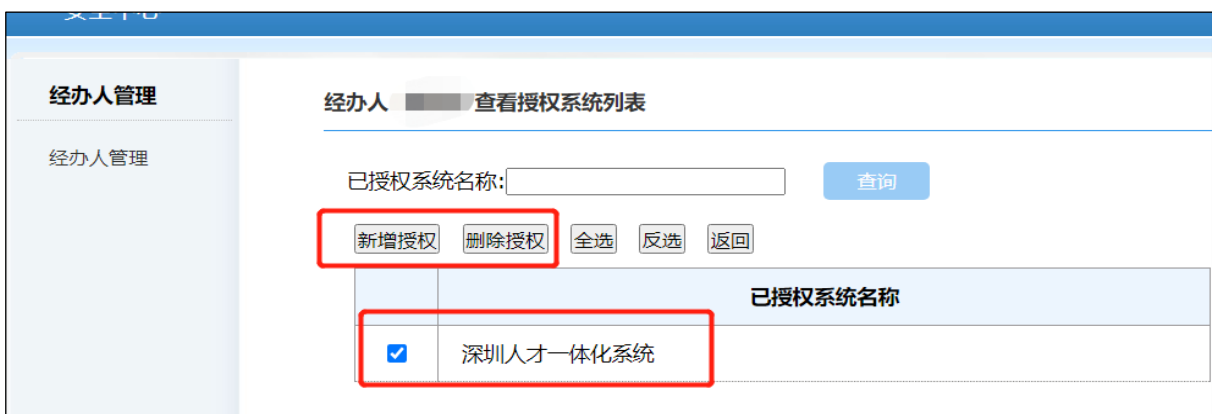 经办人管理
经办人 查看授权系统列表
经办人管理
已授权系统名称: 查询
新增授权 删除授权 全选 反选 返回
已授权系统名称
深圳人才一体化系统